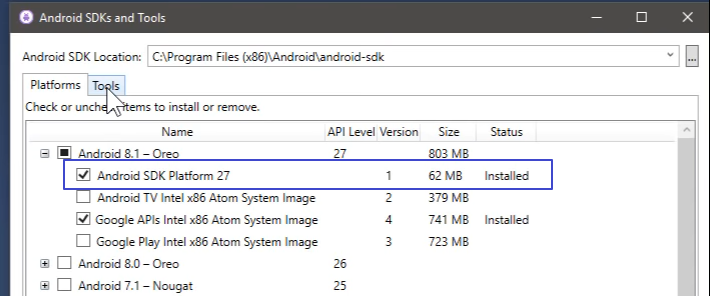 Android SDKs and Tools
Android SDK Location: C:\Program Files (x86)\Android\android-sdk ...
Platforms Tools
Check or unche items to install or remove.
Name API Level Version Size Status
Android 8.1 – Oreo 27 803 MB
Android SDK Platform 27 1 62 MB Installed
Android TV Intel x86 Atom System Image 2 379 MB
Google APIs Intel x86 Atom System Image 4 741 MB Installed
Google Play Intel x86 Atom System Image 3 723 MB
Android 8.0 – Oreo 26
Android 7.1 – Nougat 25